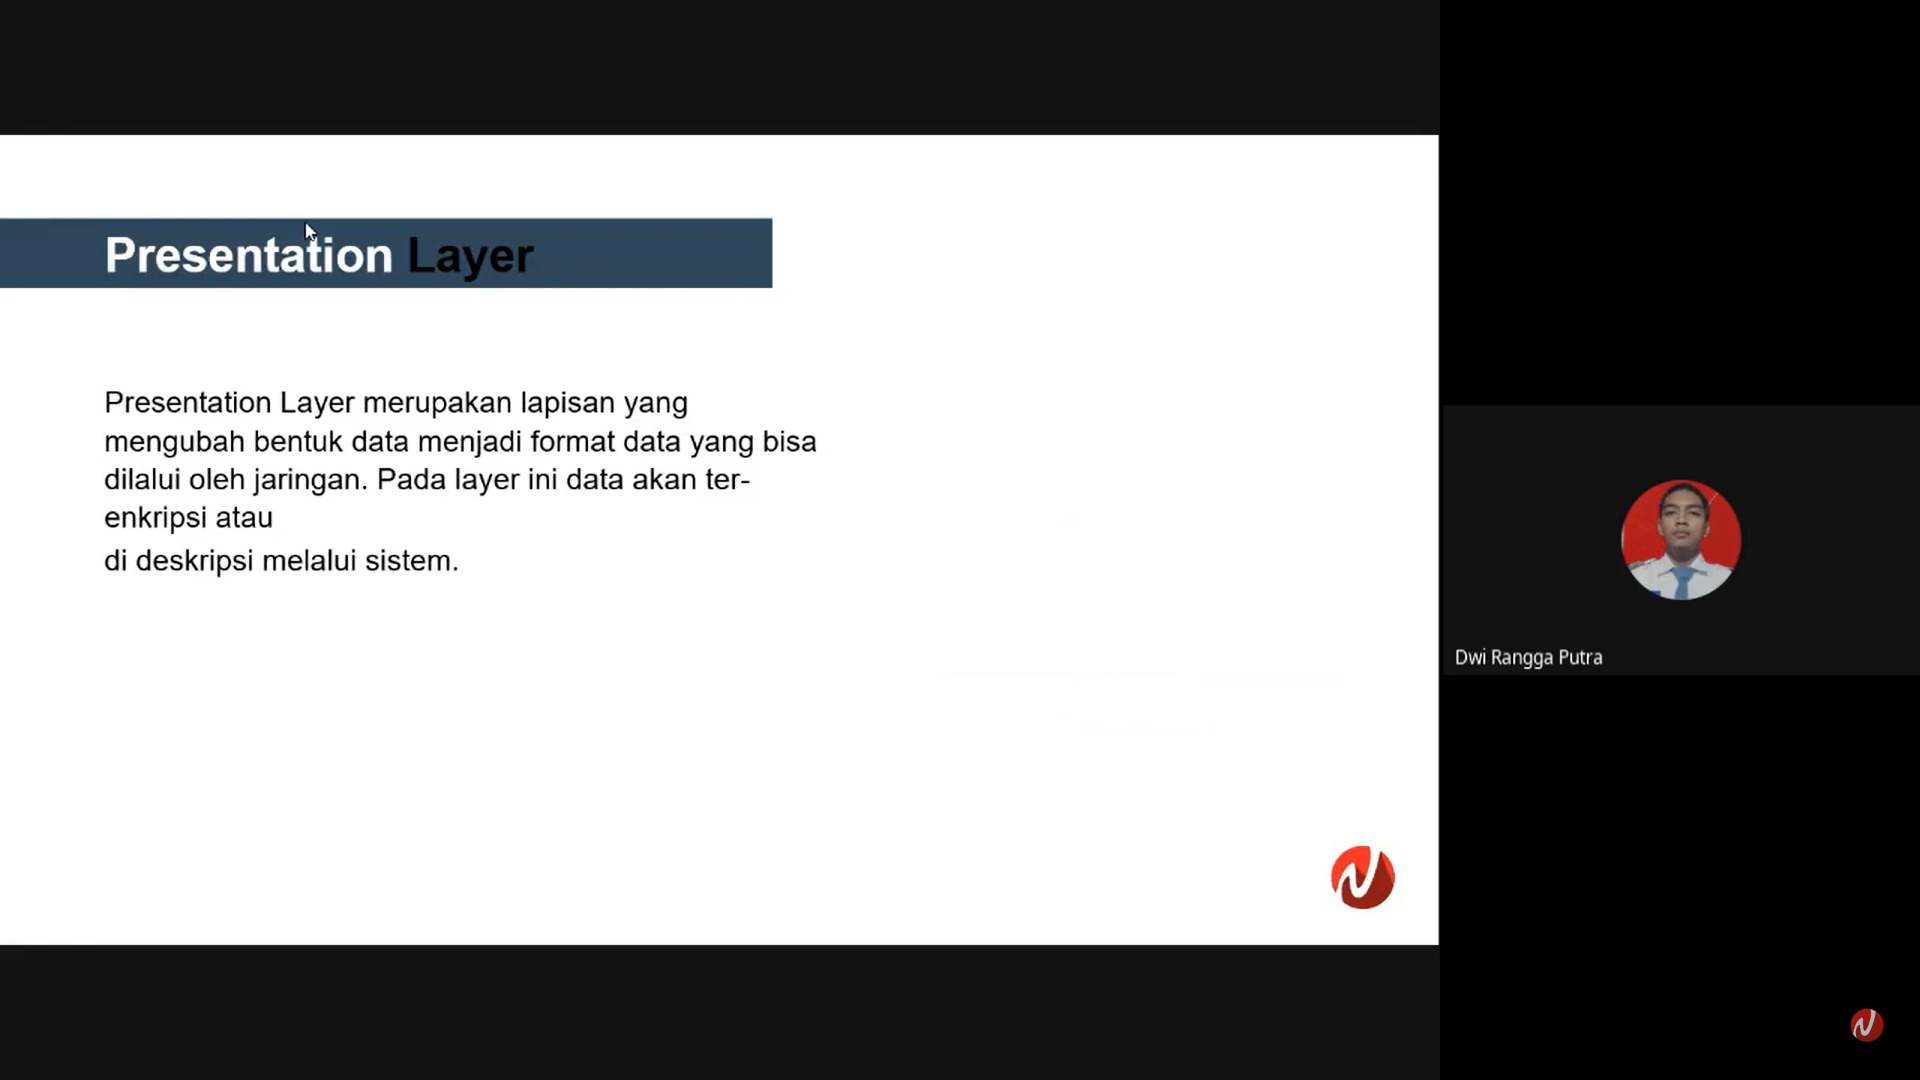 Presentation Layer
Presentation Layer merupakan lapisan yang
mengubah bentuk data menjadi format data yang bisa
dilalui oleh jaringan. Pada layer ini data akan ter-
enkripsi atau
di deskripsi melalui sistem.
Dwi Rangga Putra